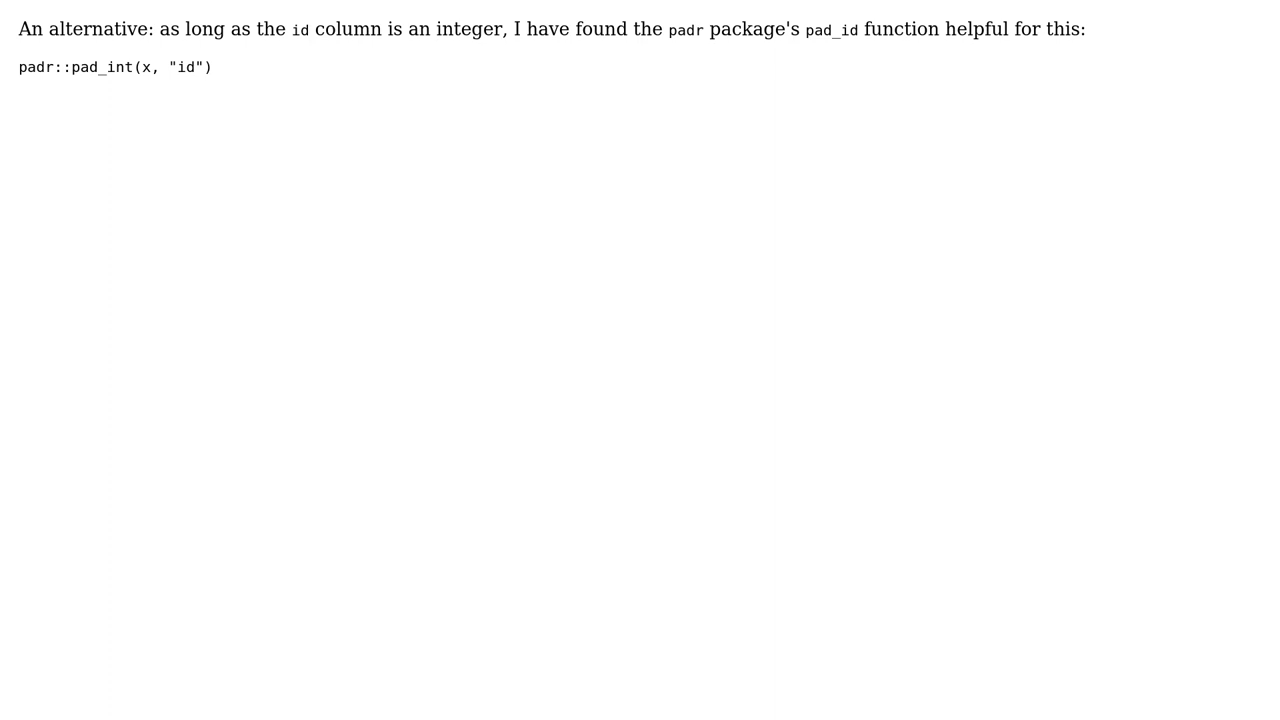 An alternative: as long as the id column is an integer, I have found the padr package's pad_id function helpful for this:
padr::pad_int(x, "id")